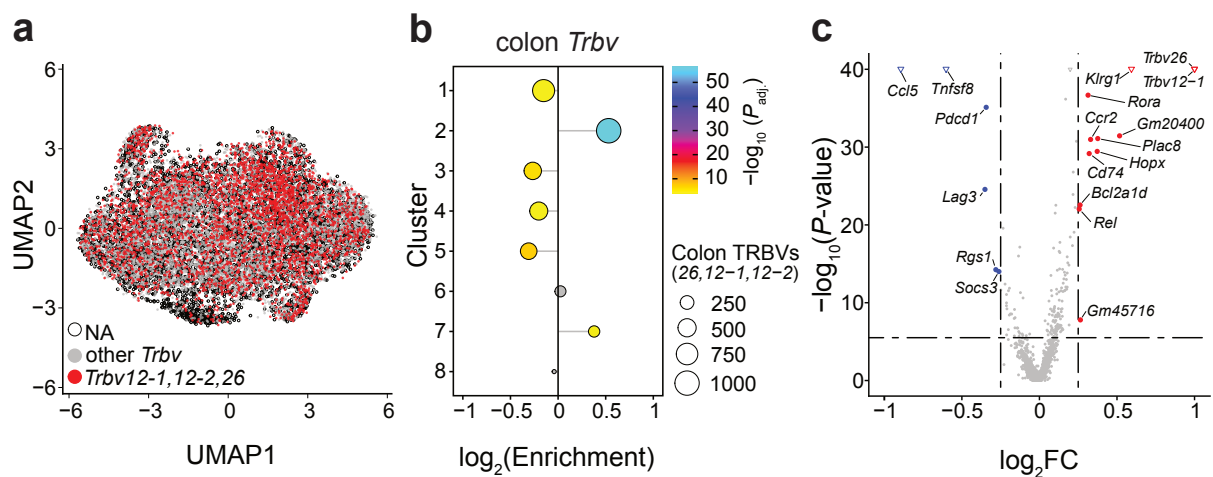 a
UMAP2
6
3
0
−3
−6
NA
other Trbv
Trbv12-1,12-2,26
−6
−3
0
3
6
UMAP1
b
colon Trbv
Cluster
1
2
3
4
5
6
7
8
−1
0
1
log2(Enrichment)
50
40
30
20
10
−log10 (Padj.)
Colon TRBVs
(26,12−1,12−2)
250
500
750
1000
c
−log10(P-value)
40
30
20
10
0
Ccl5
Tnfsf8
Pdcd1
Lag3
Rgs1
Socs3
Trbv26
Klrg1
Trbv12−1
Rora
Ccr2
Gm20400
Plac8
Hopx
Cd74
Bcl2a1d
Rel
Gm45716
−1.0
−0.5
0
0.5
1.0
log2FC